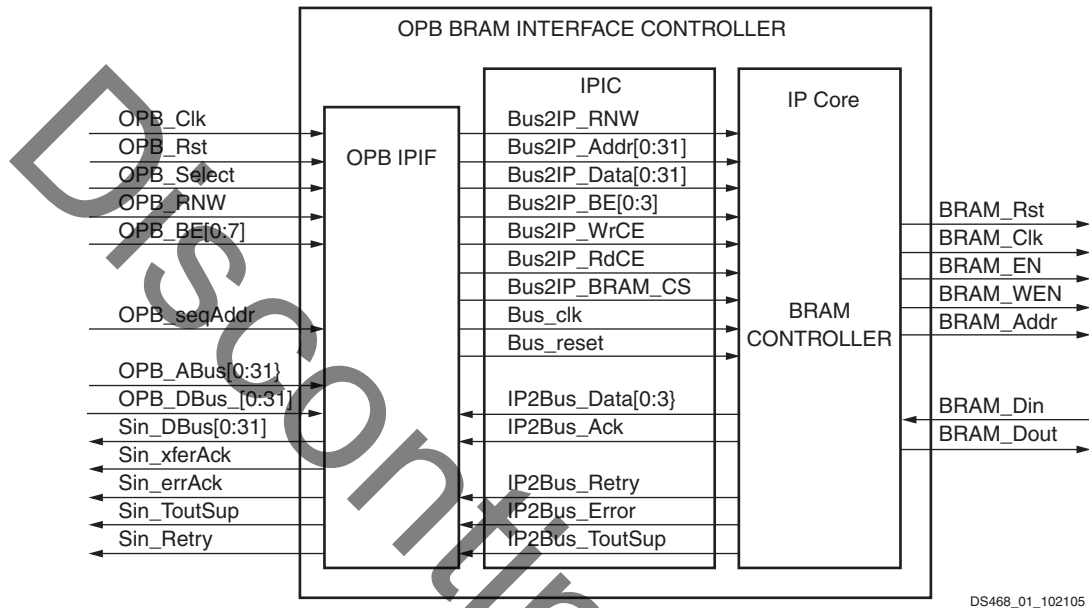 OPB BRAM INTERFACE CONTROLLER
OPB_Clk
OPB_Rst
OPB_Select
OPB_RNW
OPB_BE[0:7]
OPB_seqAddr
OPB_ABus[0:31}
OPB_DBus_[0:31]
Sin_DBus[0:31]
Sin_xferAck
Sin_errAck
Sin_ToutSup
Sin_Retry
OPB IPIF
IPIC
Bus2IP_RNW
Bus2IP_Addr[0:31]
Bus2IP_Data[0:31]
Bus2IP_BE[0:3]
Bus2IP_WrCE
Bus2IP_RdCE
Bus2IP_BRAM_CS
Bus_clk
Bus_reset
IP2Bus_Data[0:3}
IP2Bus_Ack
IP2Bus_Retry
IP2Bus_Error
IP2Bus_ToutSup
IP Core
BRAM
CONTROLLER
BRAM_Rst
BRAM_Clk
BRAM_EN
BRAM_WEN
BRAM_Addr
BRAM_Din
BRAM_Dout
DS468_01_102105
Discontin